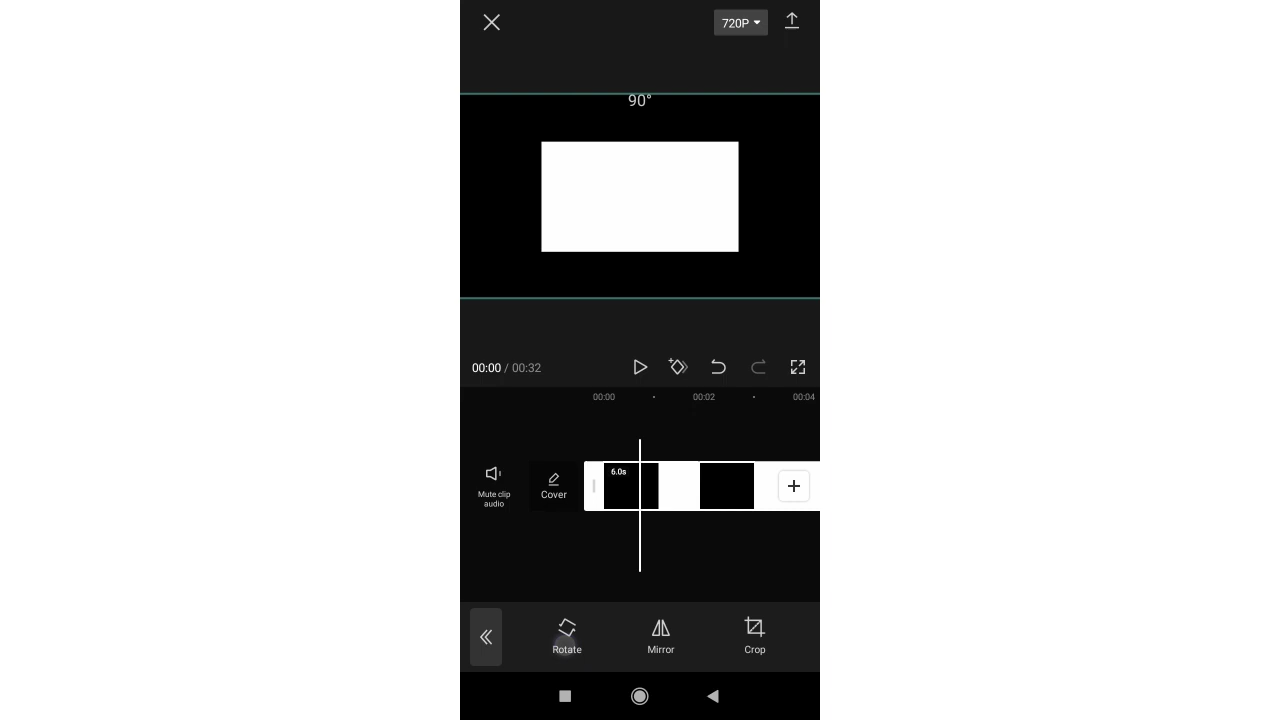 720P
90°
00:00 / 00:32
00:00 00:02 00:04
Mute clip
audio
Cover
6.0s
Rotate
Mirror
Crop